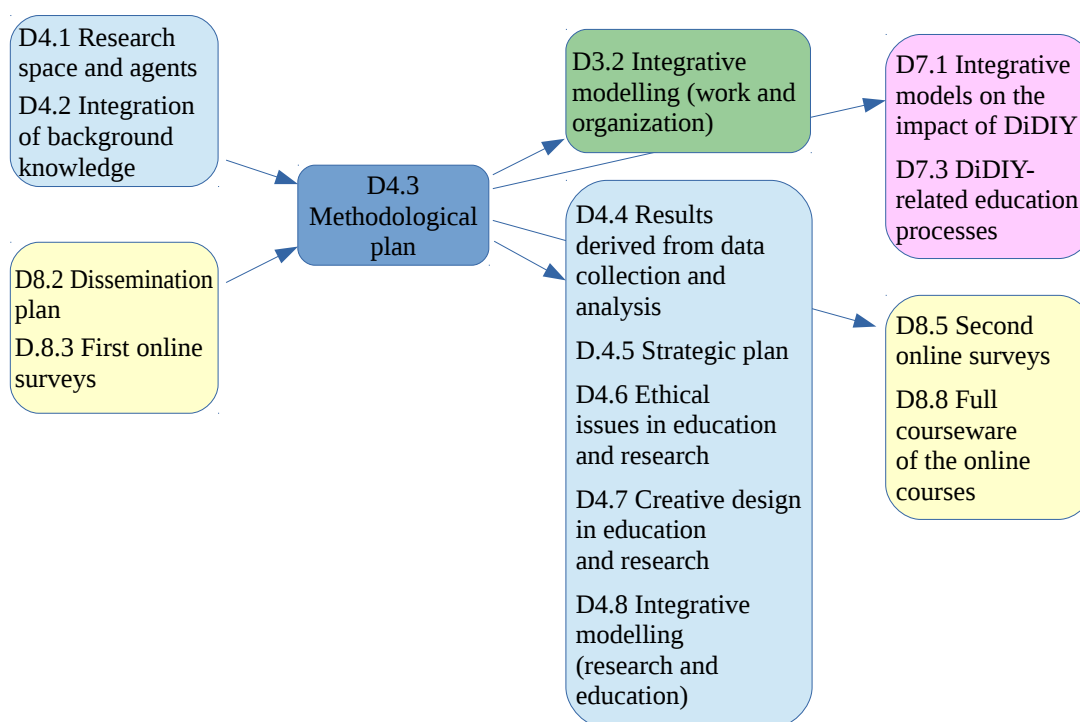 D4.1 Research
space and agents
D4.2 Integration
of background
knowledge
D8.2 Dissemination
plan
D.8.3 First online
surveys
D4.3
Methodological
plan
D3.2 Integrative
modelling (work and
organization)
D4.4 Results
derived from data
collection and
analysis
D.4.5 Strategic plan
D4.6 Ethical
issues in education
and research
D4.7 Creative design
in education
and research
D4.8 Integrative
modelling
(research and
education)
D7.1 Integrative
models on the
impact of DiDIY
D7.3 DiDIY-
related education
processes
D8.5 Second
online surveys
D8.8 Full
courseware
of the online
courses